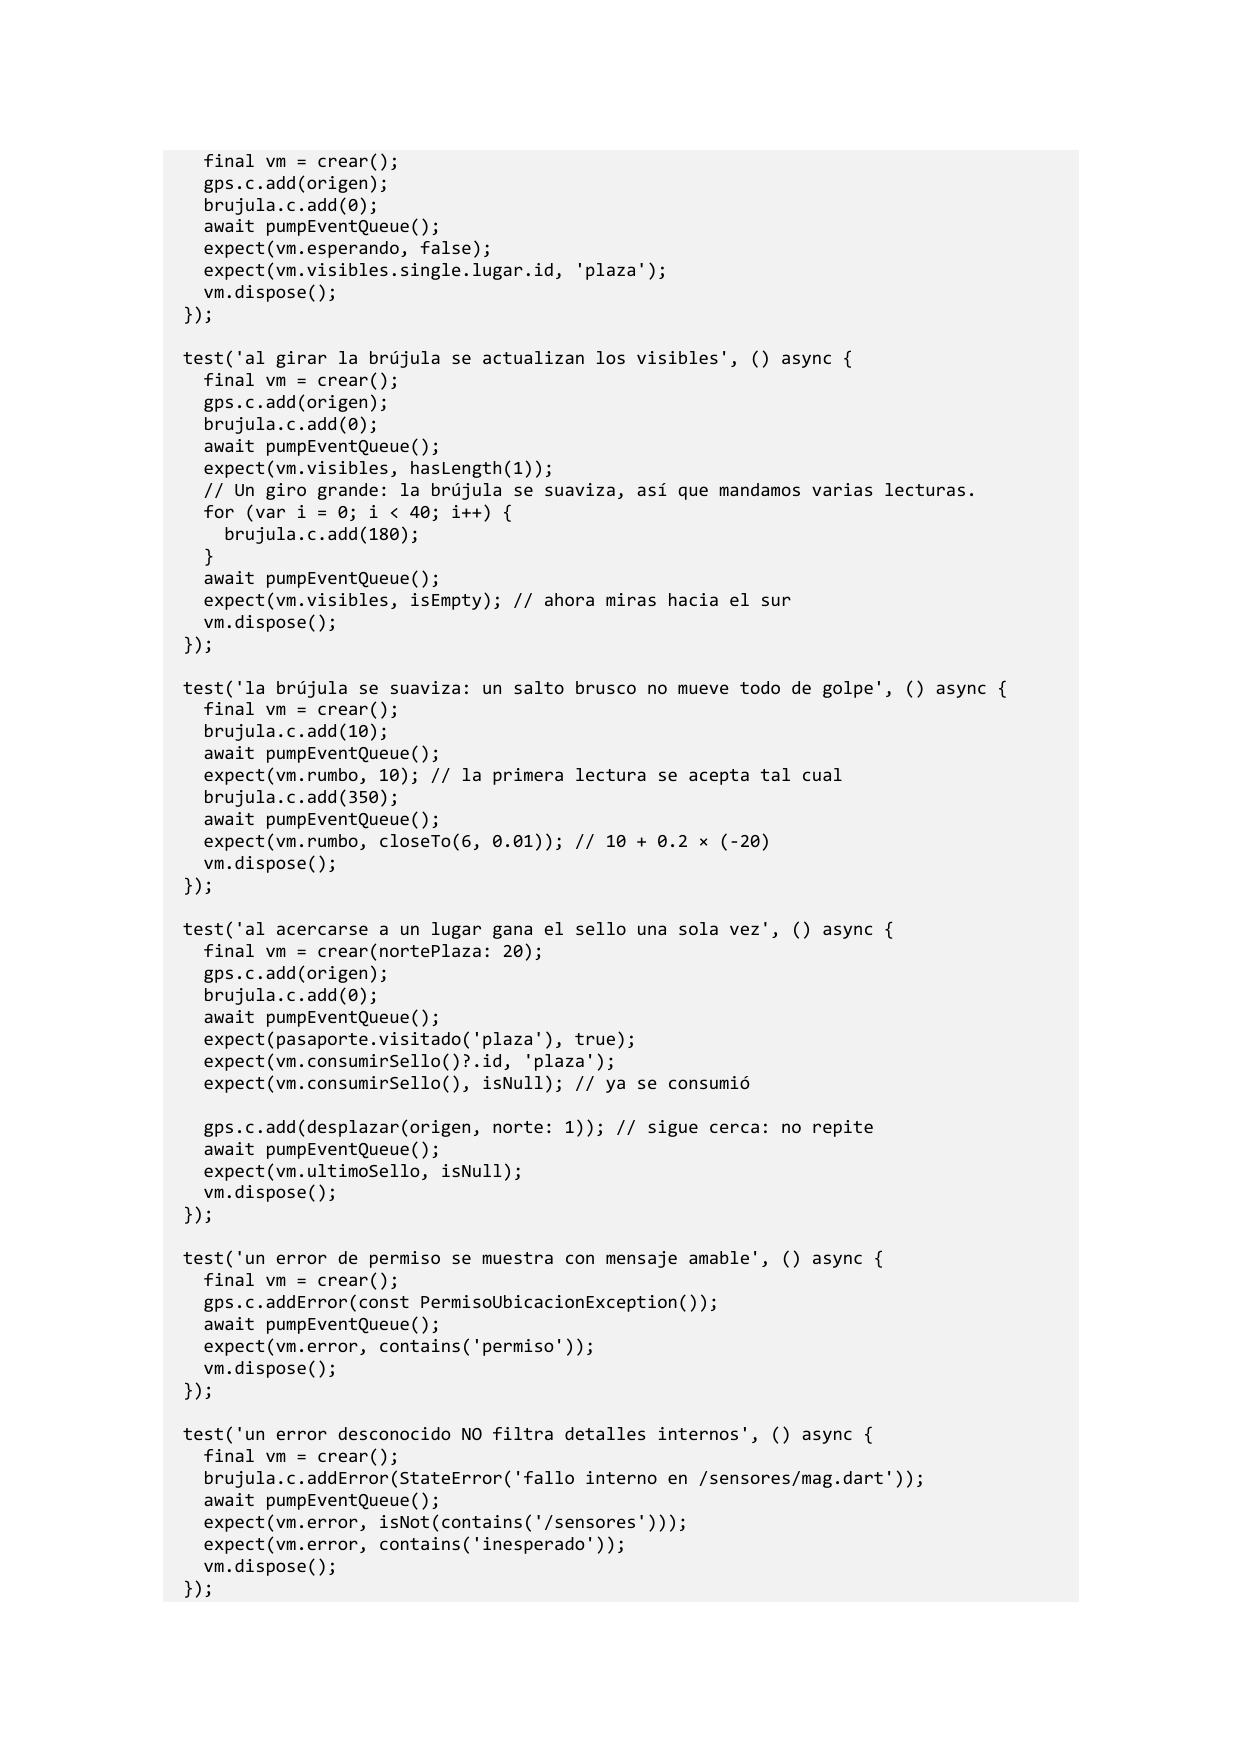 final vm = crear();
gps.c.add(origen);
brujula.c.add(0);
await pumpEventQueue();
expect(vm.esperando, false);
expect(vm.visibles.single.lugar.id, 'plaza');
vm.dispose();
});
test('al girar la brújula se actualizan los visibles', () async {
final vm = crear();
gps.c.add(origen);
brujula.c.add(0);
await pumpEventQueue();
expect(vm.visibles, hasLength(1));
// Un giro grande: la brújula se suaviza, así que mandamos varias lecturas.
for (var i = 0; i < 40; i++) {
brujula.c.add(180);
}
await pumpEventQueue();
expect(vm.visibles, isEmpty); // ahora miras hacia el sur
vm.dispose();
});
test('la brújula se suaviza: un salto brusco no mueve todo de golpe', () async {
final vm = crear();
brujula.c.add(10);
await pumpEventQueue();
expect(vm.rumbo, 10); // la primera lectura se acepta tal cual
brujula.c.add(350);
await pumpEventQueue();
expect(vm.rumbo, closeTo(6, 0.01)); // 10 + 0.2 × (-20)
vm.dispose();
});
test('al acercarse a un lugar gana el sello una sola vez', () async {
final vm = crear(nortePlaza: 20);
gps.c.add(origen);
brujula.c.add(0);
await pumpEventQueue();
expect(pasaporte.visitado('plaza'), true);
expect(vm.consumirSello()?.id, 'plaza');
expect(vm.consumirSello(), isNull); // ya se consumió
gps.c.add(desplazar(origen, norte: 1)); // sigue cerca: no repite
await pumpEventQueue();
expect(vm.ultimoSello, isNull);
vm.dispose();
});
test('un error de permiso se muestra con mensaje amable', () async {
final vm = crear();
gps.c.addError(const PermisoUbicacionException());
await pumpEventQueue();
expect(vm.error, contains('permiso'));
vm.dispose();
});
test('un error desconocido NO filtra detalles internos', () async {
final vm = crear();
brujula.c.addError(StateError('fallo interno en /sensores/mag.dart'));
await pumpEventQueue();
expect(vm.error, isNot(contains('/sensores')));
expect(vm.error, contains('inesperado'));
vm.dispose();
});